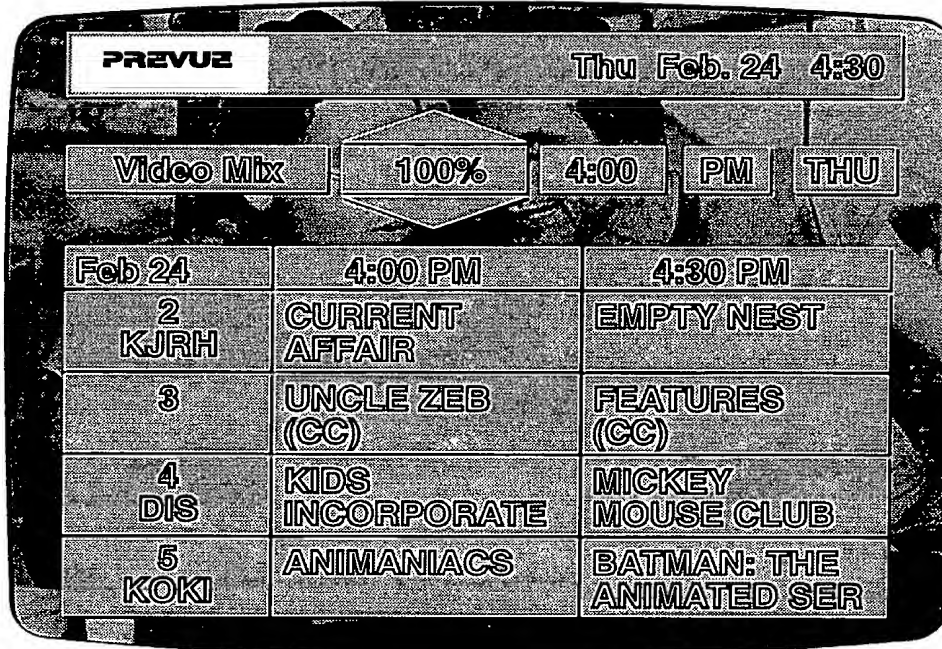 PREVUE Thu Feb. 24 4:30
Video Mix 100% 4:00 PM THU
Feb 24 4:00 PM 4:30 PM
2 CURRENT EMPTY NEST
KJRH AFFAIR
3 UNCLE ZEB FEATURES
(CC) (CC)
4 KIDS MICKEY
DIS INCORPORATE MOUSE CLUB
5 ANIMANIACS BATMAN: THE
KOKI ANIMATED SER